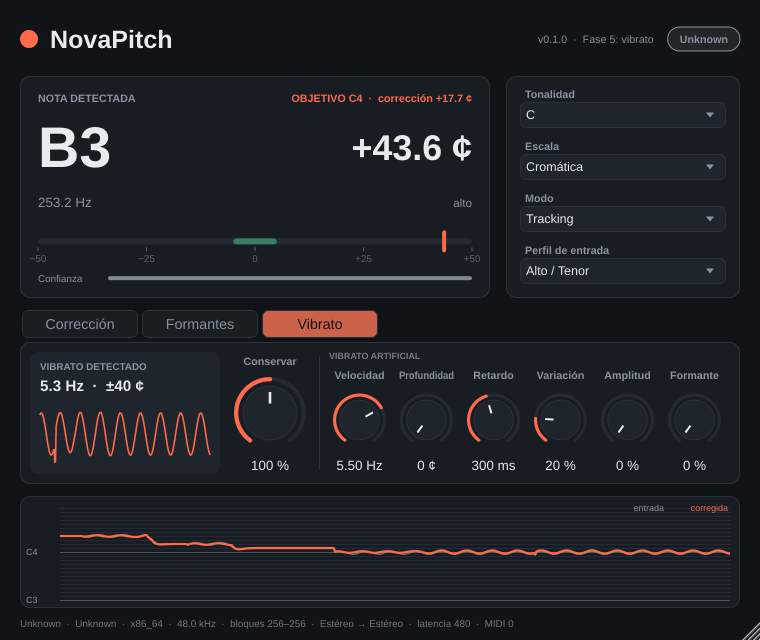 NovaPitch
v0.1.0 · Fase 5: vibrato
Unknown
NOTA DETECTADA
OBJETIVO C4 · corrección +17.7 ¢
B3
+43.6 ¢
253.2 Hz
alto
−50 −25 0 +25 +50
Confianza
Tonalidad
C
Escala
Cromática
Modo
Tracking
Perfil de entrada
Alto / Tenor
Corrección Formantes Vibrato
VIBRATO DETECTADO
5.3 Hz · ±40 ¢
Conservar
100 %
VIBRATO ARTIFICIAL
Velocidad Profundidad Retardo Variación Amplitud Formante
5.50 Hz 0 ¢ 300 ms 20 % 0 % 0 %
entrada corregida
C4
C3
Unknown · Unknown · x86_64 · 48.0 kHz · bloques 256–256 · Estéreo → Estéreo · latencia 480 · MIDI 0